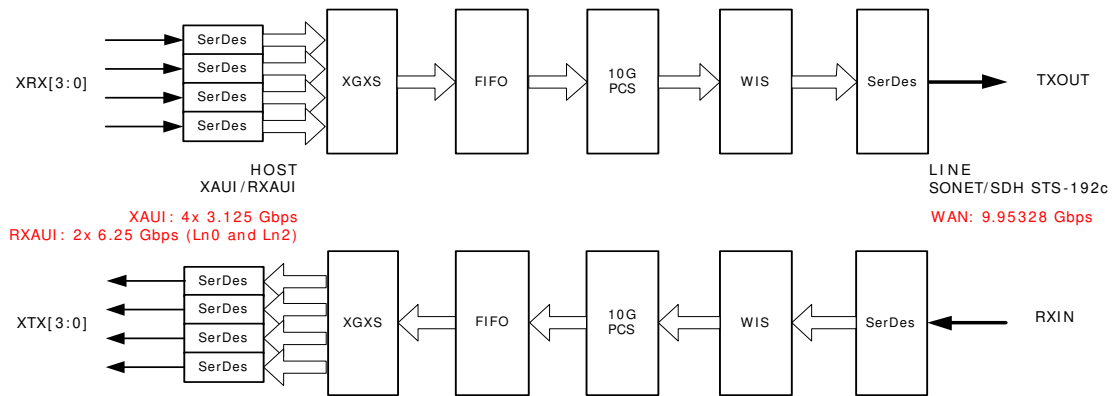 SerDes
SerDes
SerDes
SerDes
XRX[3:0]
XGXS
FIFO
10G
PCS
WIS
SerDes
TXOUT
HOST
XAUI/RXAUI
XAUI: 4x 3.125 Gbps
RXAUI: 2x 6.25 Gbps (Ln0 and Ln2)
LINE
SONET/SDH STS-192c
WAN: 9.95328 Gbps
SerDes
SerDes
SerDes
SerDes
XTX[3:0]
XGXS
FIFO
10G
PCS
WIS
SerDes
RXIN